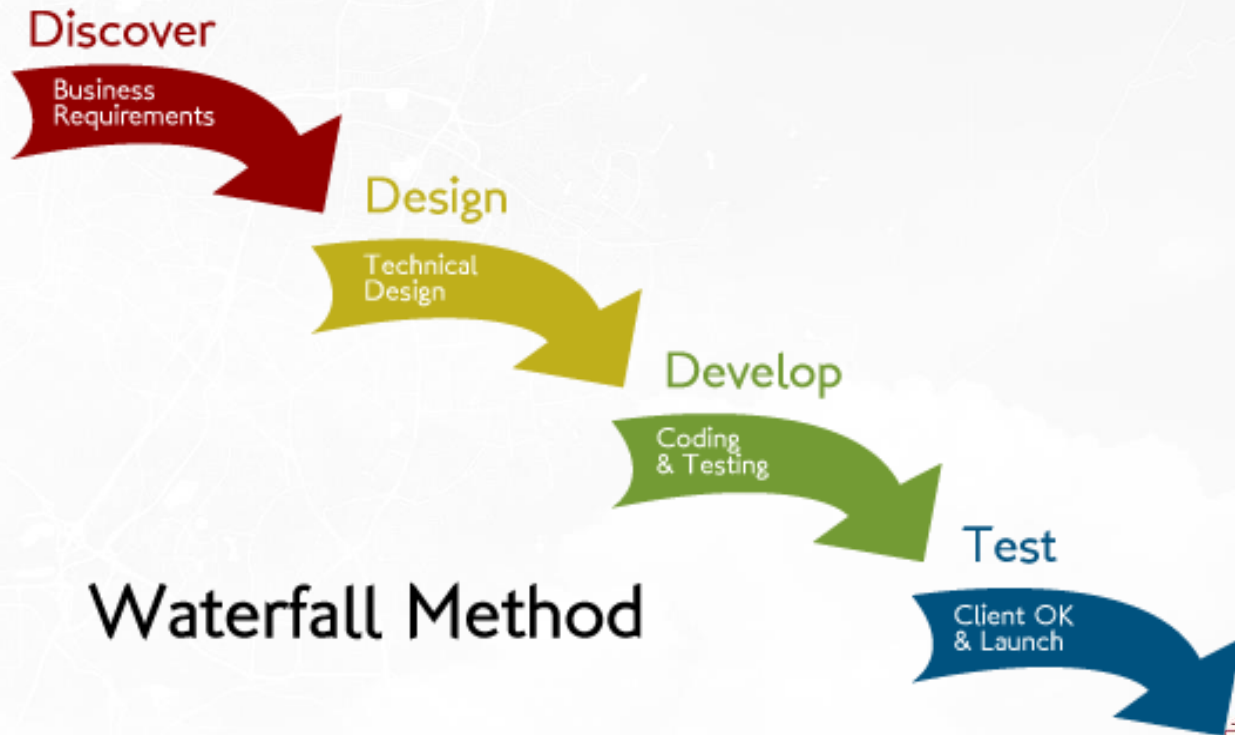 Discover
Business
Requirements
Design
Technical
Design
Develop
Coding
& Testing
Test
Client OK
& Launch
Waterfall Method